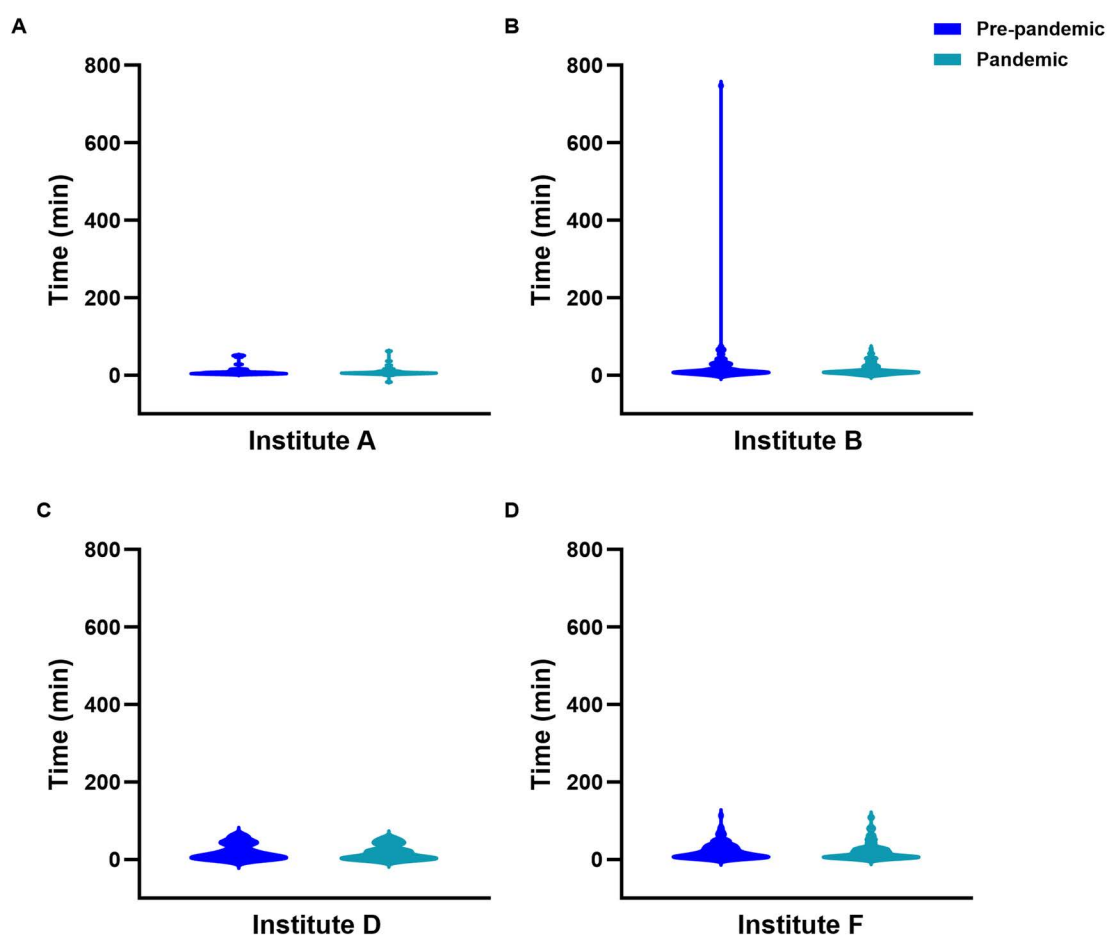 A
B
Pre-pandemic
Pandemic
800
600
400
200
0
Time (min)
Institute A
800
600
400
200
0
Time (min)
Institute B
C
D
800
600
400
200
0
Time (min)
Institute D
800
600
400
200
0
Time (min)
Institute F